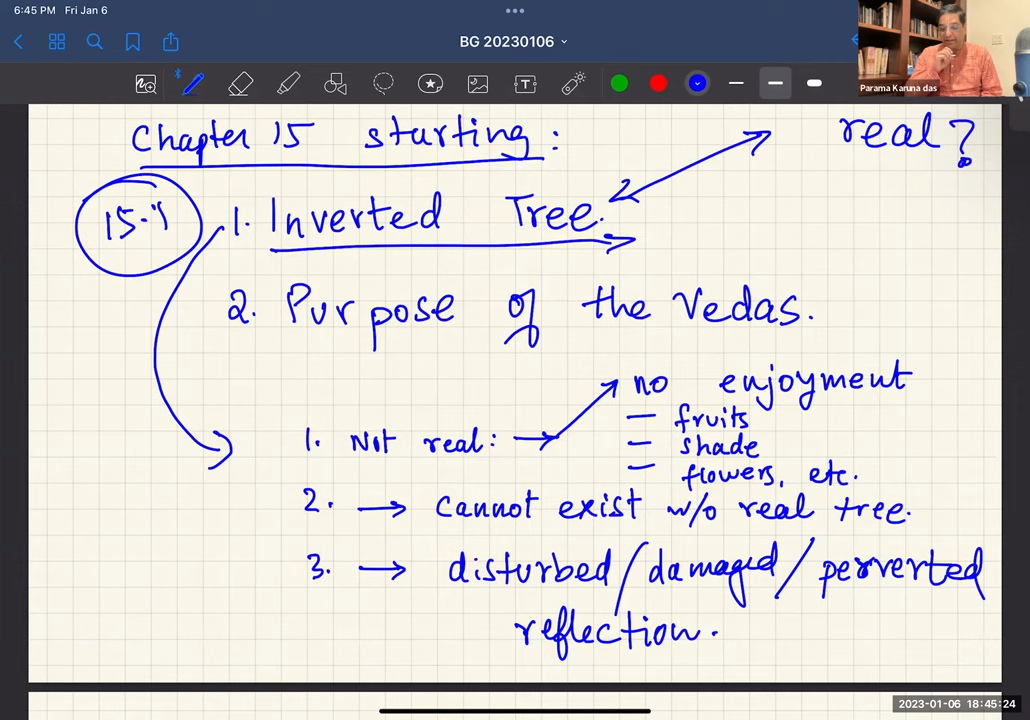 6:45 PM Fri Jan 6
BG 20230106
Parama Karuna das
Chapter 15 starting:
real?
15.1
1. Inverted Tree.
2. Purpose of the Vedas.
no enjoyment
1. Not real:
– fruits
– shade
– flowers, etc.
2. → cannot exist w/o real tree.
3. → disturbed/damaged/perverted
reflection.
2023-01-06 18:45:24